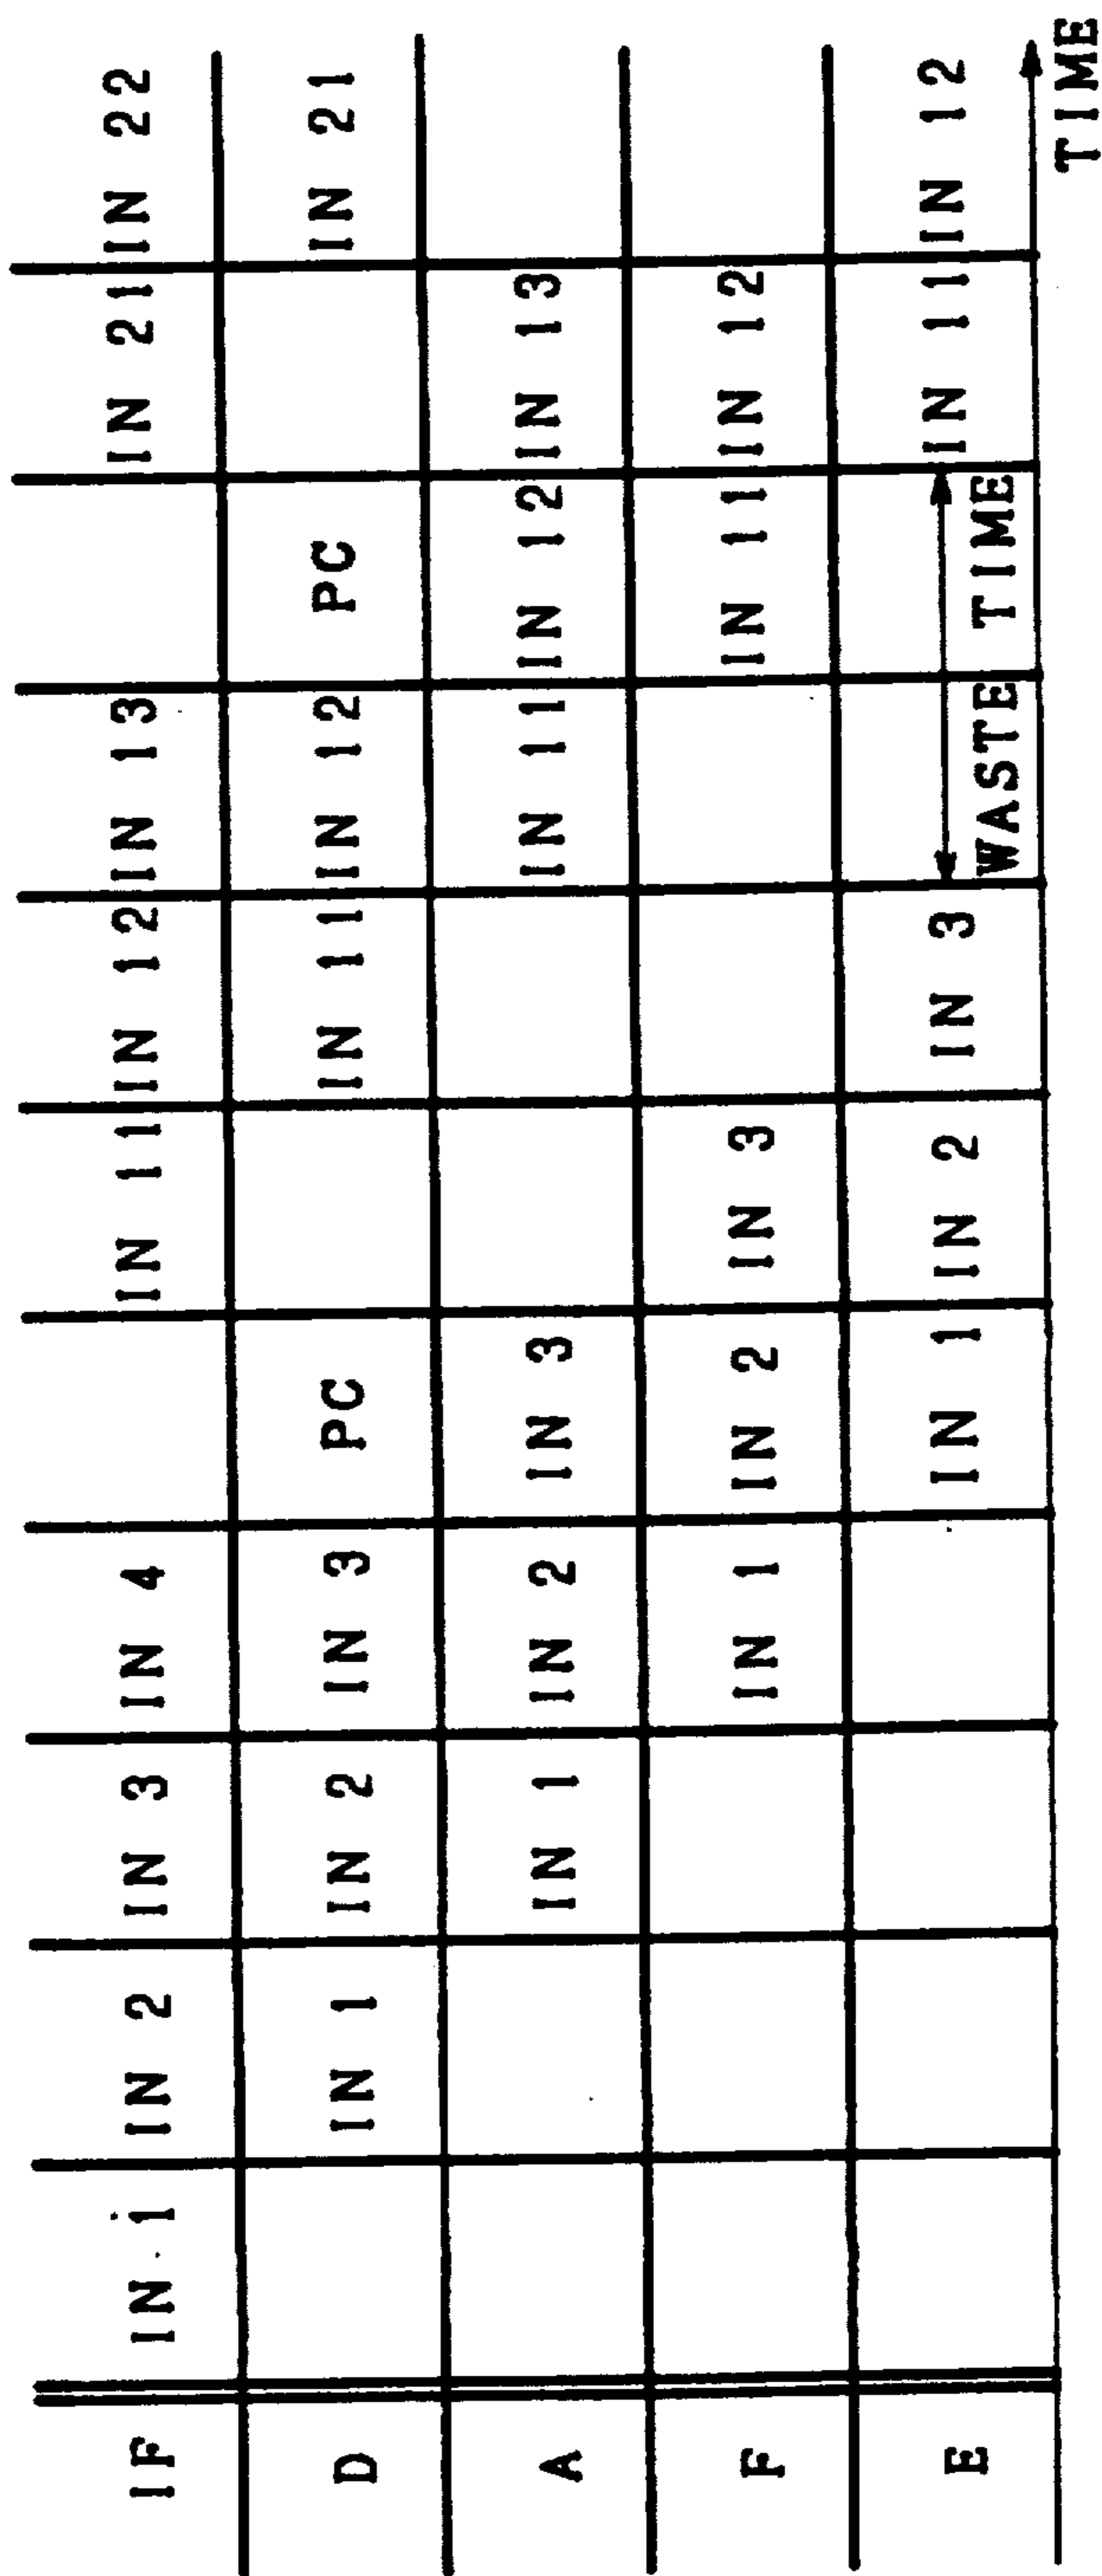 IF IN 1 IN 2 IN 3 IN 4 IN 11 IN 12 IN 13 IN 21 IN 22
D IN 1 IN 2 IN 3 PC IN 11 IN 12 PC IN 21
A IN 1 IN 2 IN 3 IN 11 IN 12 IN 13
F IN 1 IN 2 IN 3 IN 11 IN 12
E IN 1 IN 2 IN 3 IN 11 IN 12
WASTE TIME
TIME